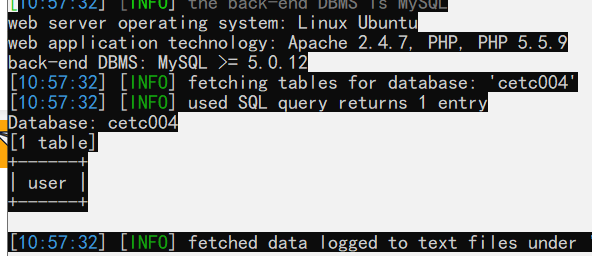 [10:57:32] [INFO] the back-end DBMS is MySQL
web server operating system: Linux Ubuntu
web application technology: Apache 2.4.7, PHP, PHP 5.5.9
back-end DBMS: MySQL >= 5.0.12
[10:57:32] [INFO] fetching tables for database: 'cetc004'
[10:57:32] [INFO] used SQL query returns 1 entry
Database: cetc004
[1 table]
+------+
| user |
+------+
[10:57:32] [INFO] fetched data logged to text files under '